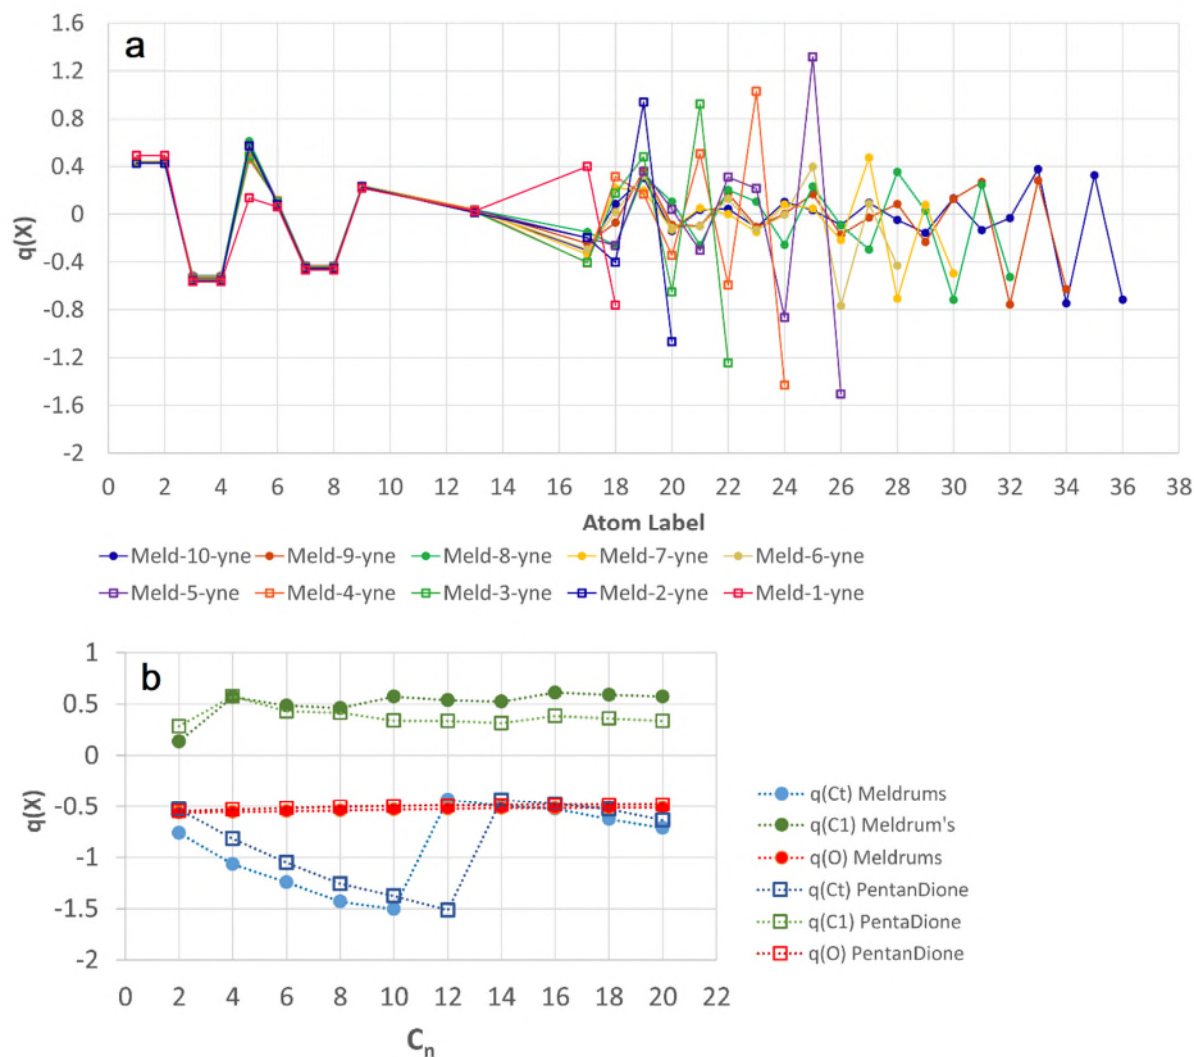 a
1.6
1.2
0.8
0.4
0
-0.4
-0.8
-1.2
-1.6
-2
q(X)
0 2 4 6 8 10 12 14 16 18 20 22 24 26 28 30 32 34 36 38
Atom Label
Meld-10-yne Meld-9-yne Meld-8-yne Meld-7-yne Meld-6-yne
Meld-5-yne Meld-4-yne Meld-3-yne Meld-2-yne Meld-1-yne
b
1
0.5
0
-0.5
-1
-1.5
-2
q(X)
0 2 4 6 8 10 12 14 16 18 20 22
Cn
q(Ct) Meldrums
q(C1) Meldrum's
q(O) Meldrums
q(Ct) PentanDione
q(C1) PentaDione
q(O) PentanDione